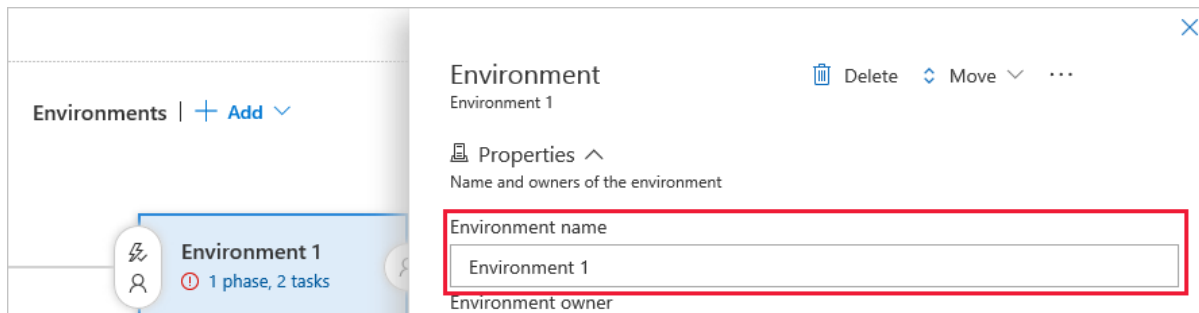 Environments | + Add
Environment 1
1 phase, 2 tasks
Environment
Environment 1
Delete
Move
...
Properties
Name and owners of the environment
Environment name
Environment 1
Environment owner